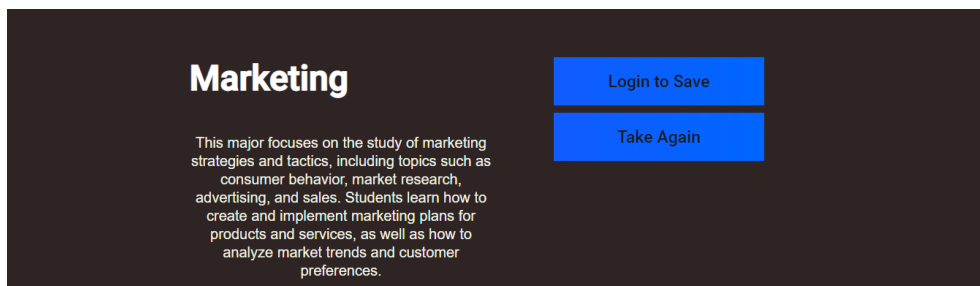 Marketing
This major focuses on the study of marketing
strategies and tactics, including topics such as
consumer behavior, market research,
advertising, and sales. Students learn how to
create and implement marketing plans for
products and services, as well as how to
analyze market trends and customer
preferences.
Login to Save
Take Again